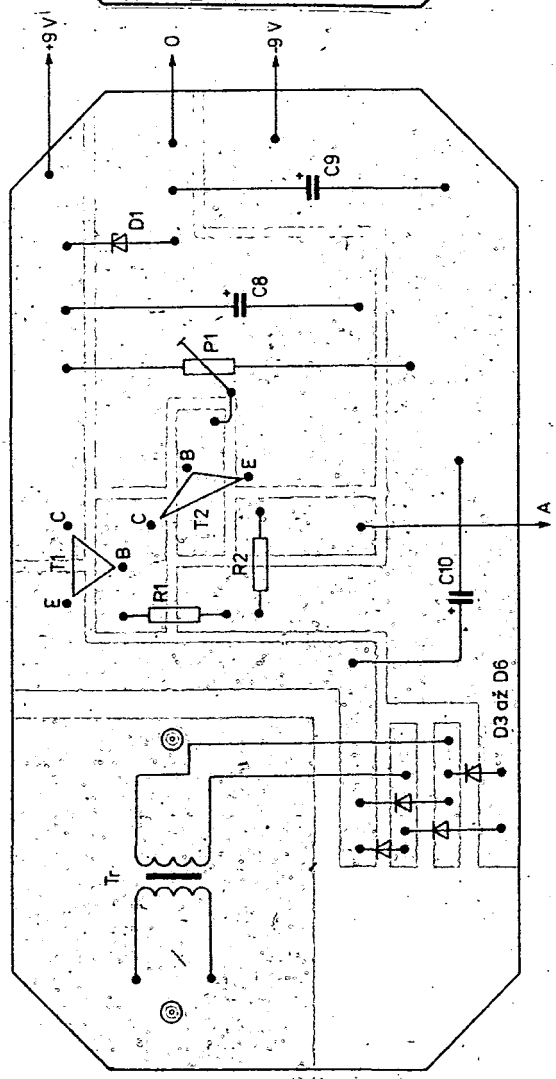 +9 V
0
-9 V
D1
+
C9
+
C8
P1
B
E
C
T2
C
T1
B
E
R1
R2
A
+
C10
D3 až D6
Tr